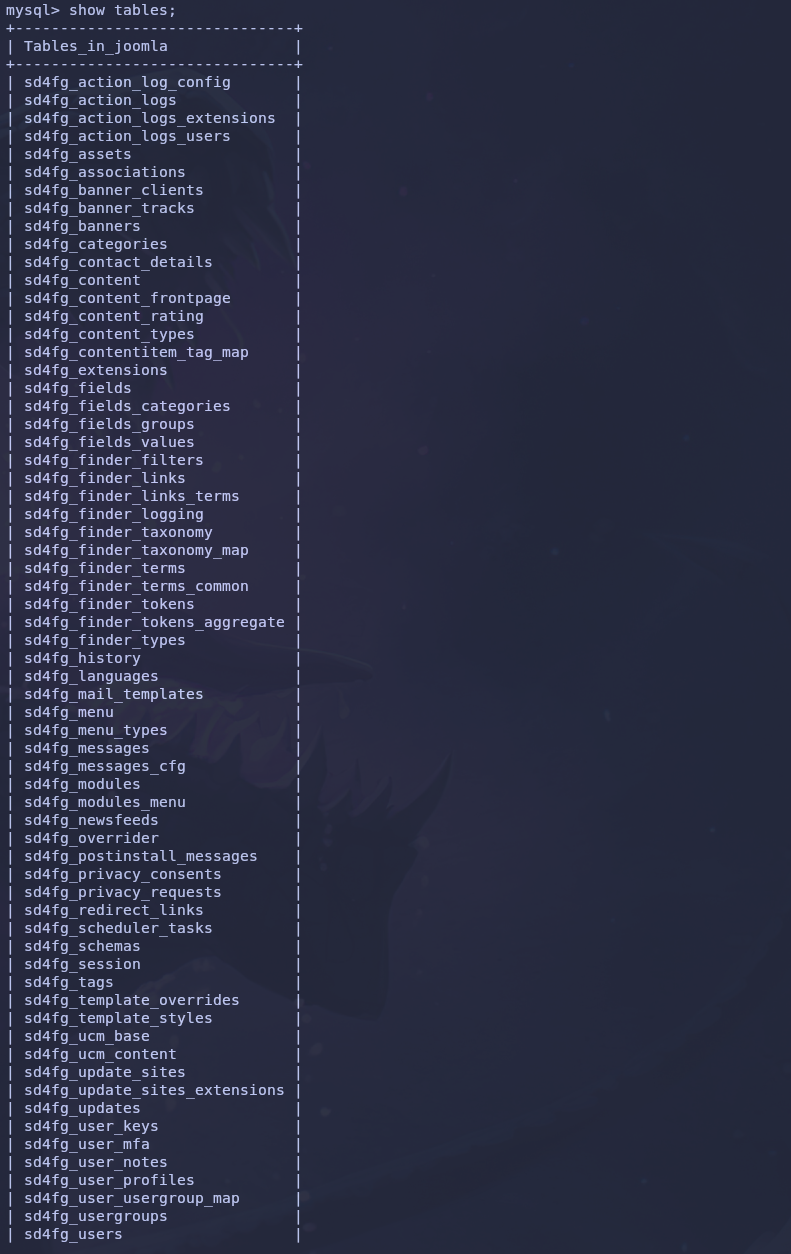 mysql> show tables;
+-------------------------------+
| Tables_in_joomla              |
+-------------------------------+
| sd4fg_action_log_config       |
| sd4fg_action_logs             |
| sd4fg_action_logs_extensions  |
| sd4fg_action_logs_users       |
| sd4fg_assets                  |
| sd4fg_associations            |
| sd4fg_banner_clients          |
| sd4fg_banner_tracks           |
| sd4fg_banners                 |
| sd4fg_categories              |
| sd4fg_contact_details         |
| sd4fg_content                 |
| sd4fg_content_frontpage       |
| sd4fg_content_rating          |
| sd4fg_content_types           |
| sd4fg_contentitem_tag_map     |
| sd4fg_extensions              |
| sd4fg_fields                  |
| sd4fg_fields_categories       |
| sd4fg_fields_groups           |
| sd4fg_fields_values           |
| sd4fg_finder_filters          |
| sd4fg_finder_links            |
| sd4fg_finder_links_terms      |
| sd4fg_finder_logging          |
| sd4fg_finder_taxonomy         |
| sd4fg_finder_taxonomy_map     |
| sd4fg_finder_terms            |
| sd4fg_finder_terms_common     |
| sd4fg_finder_tokens           |
| sd4fg_finder_tokens_aggregate |
| sd4fg_finder_types            |
| sd4fg_history                 |
| sd4fg_languages               |
| sd4fg_mail_templates          |
| sd4fg_menu                    |
| sd4fg_menu_types              |
| sd4fg_messages                |
| sd4fg_messages_cfg            |
| sd4fg_modules                 |
| sd4fg_modules_menu            |
| sd4fg_newsfeeds               |
| sd4fg_overrider               |
| sd4fg_postinstall_messages    |
| sd4fg_privacy_consents        |
| sd4fg_privacy_requests        |
| sd4fg_redirect_links          |
| sd4fg_scheduler_tasks         |
| sd4fg_schemas                 |
| sd4fg_session                 |
| sd4fg_tags                    |
| sd4fg_template_overrides      |
| sd4fg_template_styles         |
| sd4fg_ucm_base                |
| sd4fg_ucm_content             |
| sd4fg_update_sites            |
| sd4fg_update_sites_extensions |
| sd4fg_updates                 |
| sd4fg_user_keys               |
| sd4fg_user_mfa                |
| sd4fg_user_notes              |
| sd4fg_user_profiles           |
| sd4fg_user_usergroup_map      |
| sd4fg_usergroups              |
| sd4fg_users                   |